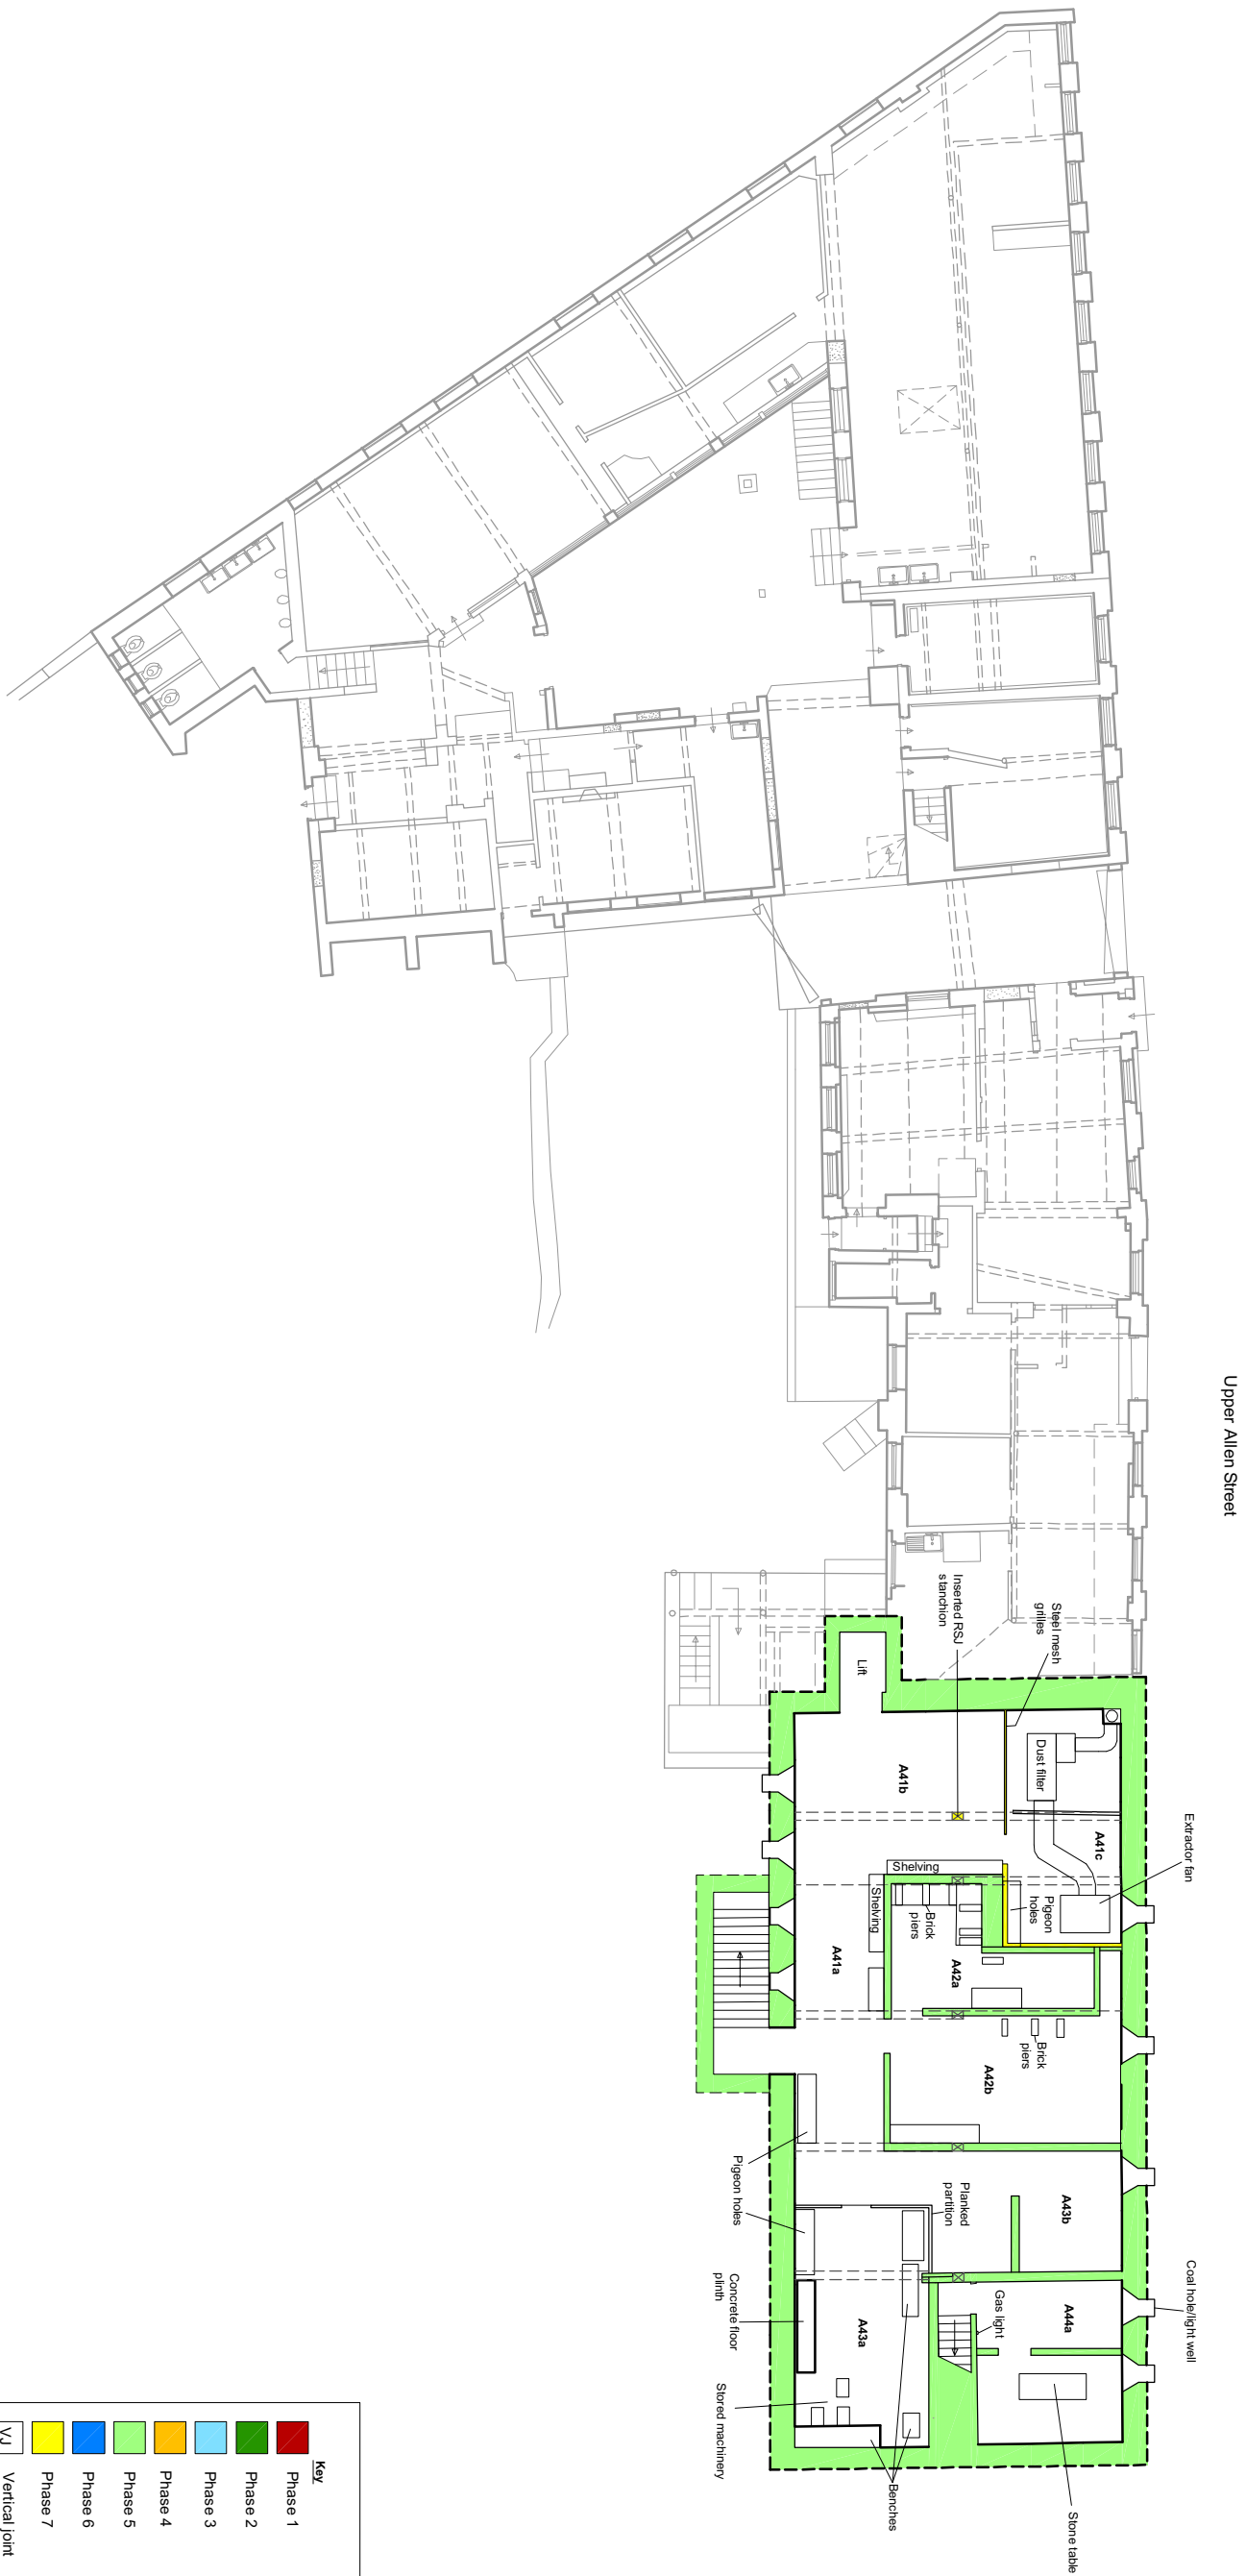 Upper Allen Street
Inserted RSJ
stanchion
Steel mesh
grilles
Lift
Dust filter
A41b
A41c
Extractor fan
Shelving
Shelving
Pigeon
holes
Brick
piers
A41a
A42a
Brick
piers
A42b
Pigeon holes
Planked
partition
A43b
Coal hole/light well
Concrete floor
plinth
A43a
Gas light
A44a
Stored machinery
Benches
Stone table
Key
Phase 1
Phase 2
Phase 3
Phase 4
Phase 5
Phase 6
Phase 7
VJ
Vertical joint